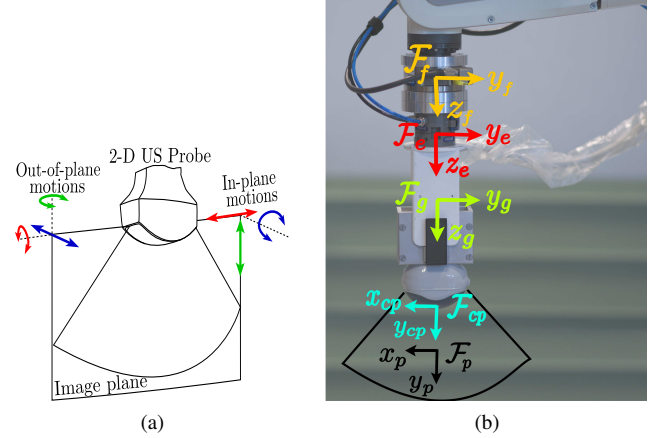 2-D US Probe
Out-of-plane
motions
In-plane
motions
Image plane
(a)
ℱ_f
y_f
z_f
ℱ_e
y_e
z_e
ℱ_g
y_g
z_g
x_cp
ℱ_cp
y_cp
x_p
ℱ_p
y_p
(b)